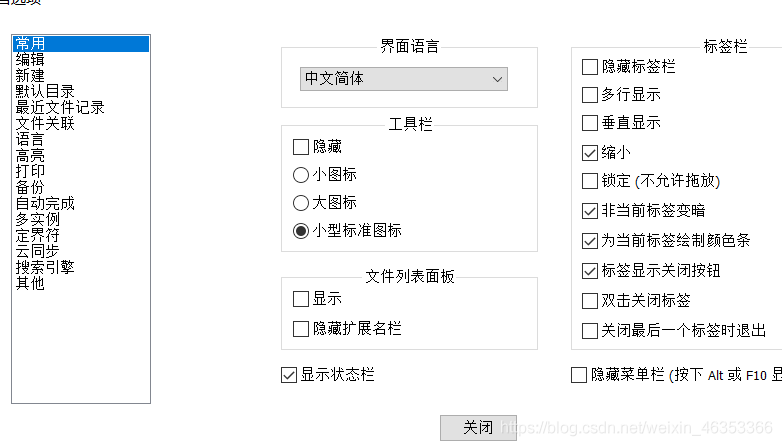 首选项
常用
编辑
新建
默认目录
最近文件记录
文件关联
语言
高亮
打印
备份
自动完成
多实例
定界符
云同步
搜索引擎
其他
界面语言
中文简体
工具栏
隐藏
小图标
大图标
小型标准图标
文件列表面板
显示
隐藏扩展名栏
显示状态栏
标签栏
隐藏标签栏
多行显示
垂直显示
缩小
锁定 (不允许拖放)
非当前标签变暗
为当前标签绘制颜色条
标签显示关闭按钮
双击关闭标签
关闭最后一个标签时退出
隐藏菜单栏 (按下 Alt 或 F10 显
关闭
https://blog.csdn.net/weixin_46353366